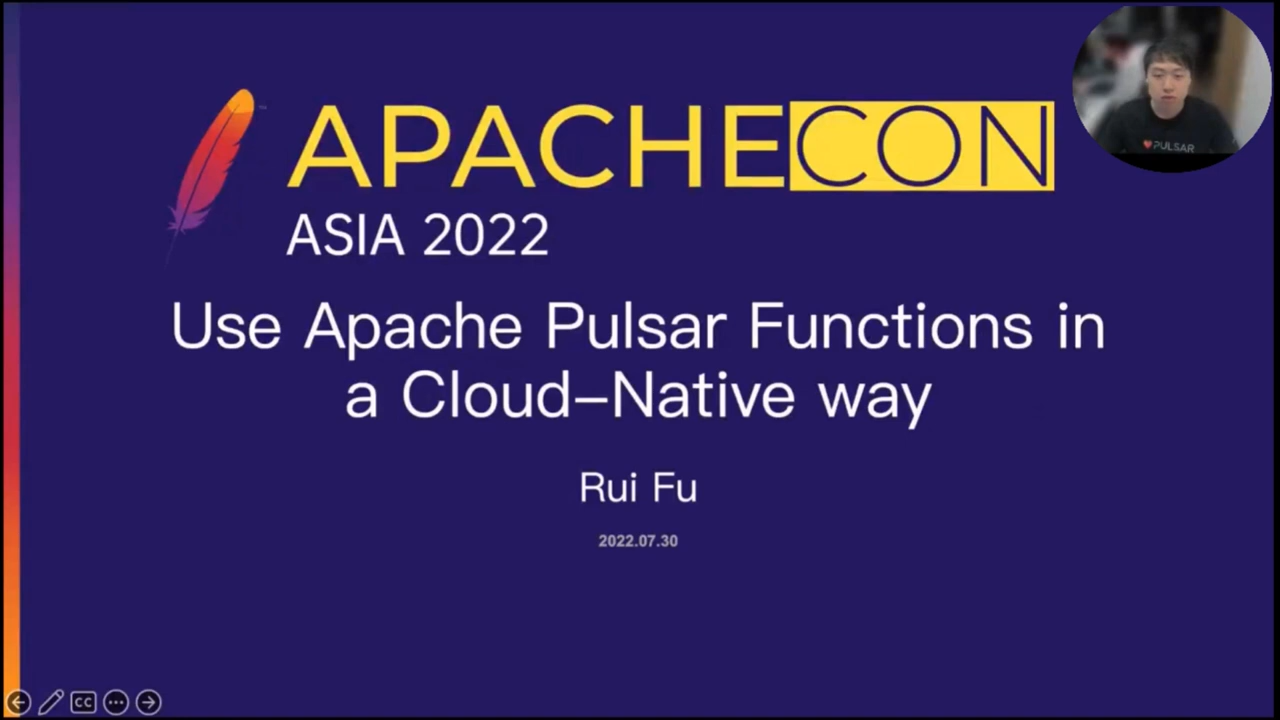 APACHECON
ASIA 2022
Use Apache Pulsar Functions in
a Cloud–Native way
Rui Fu
2022.07.30
PULSAR
CC